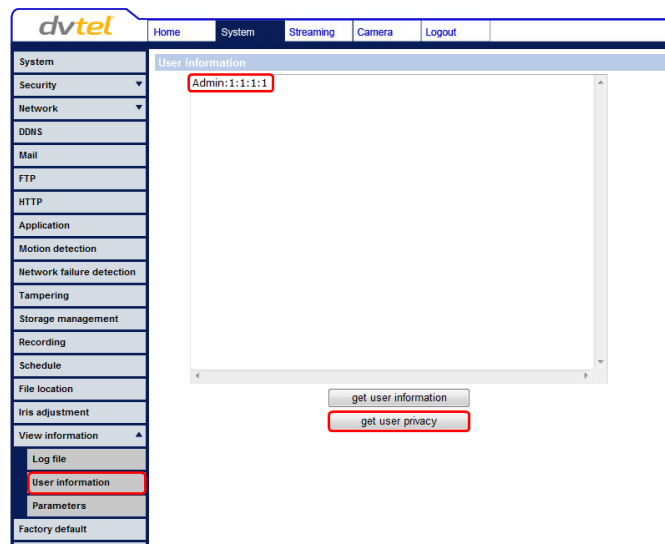 dvtel
Home System Streaming Camera Logout
System
Security
Network
DDNS
Mail
FTP
HTTP
Application
Motion detection
Network failure detection
Tampering
Storage management
Recording
Schedule
File location
Iris adjustment
View information
Log file
User information
Parameters
Factory default
User information
Admin:1:1:1:1
get user information
get user privacy